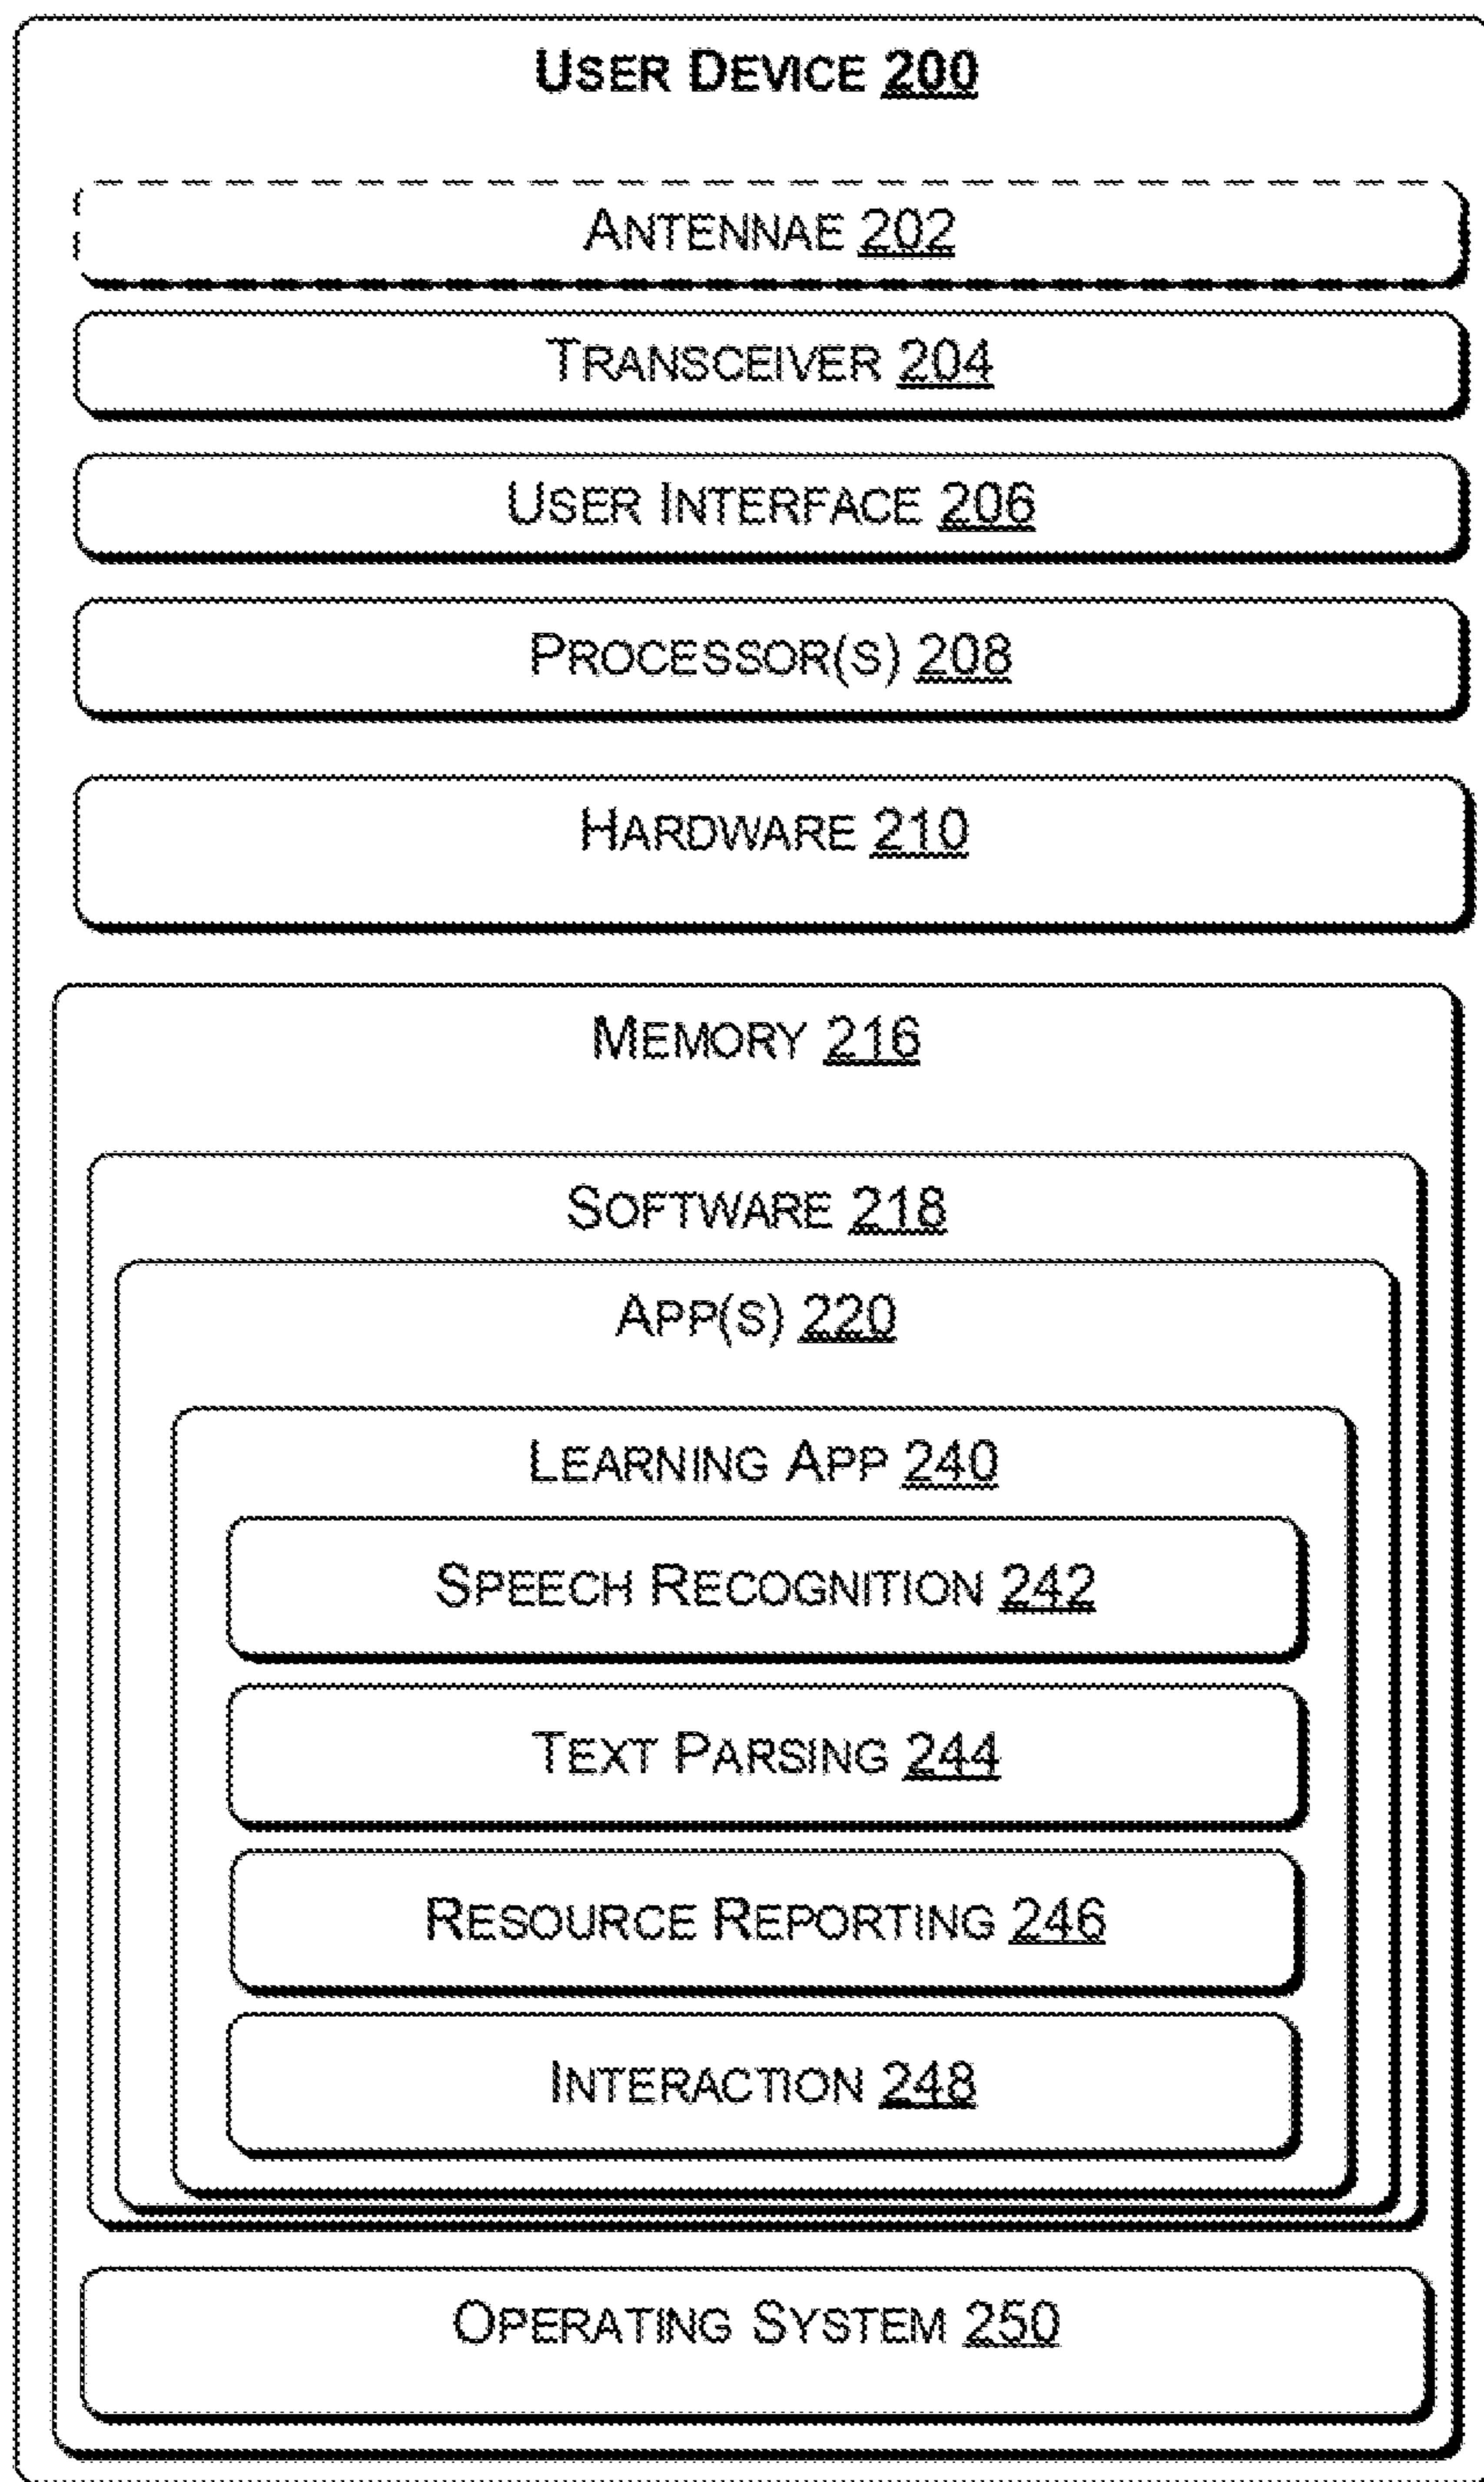 USER DEVICE 200
ANTENNAE 202
TRANSCEIVER 204
USER INTERFACE 206
PROCESSOR(S) 208
HARDWARE 210
MEMORY 216
SOFTWARE 218
APP(S) 220
LEARNING APP 240
SPEECH RECOGNITION 242
TEXT PARSING 244
RESOURCE REPORTING 246
INTERACTION 248
OPERATING SYSTEM 250